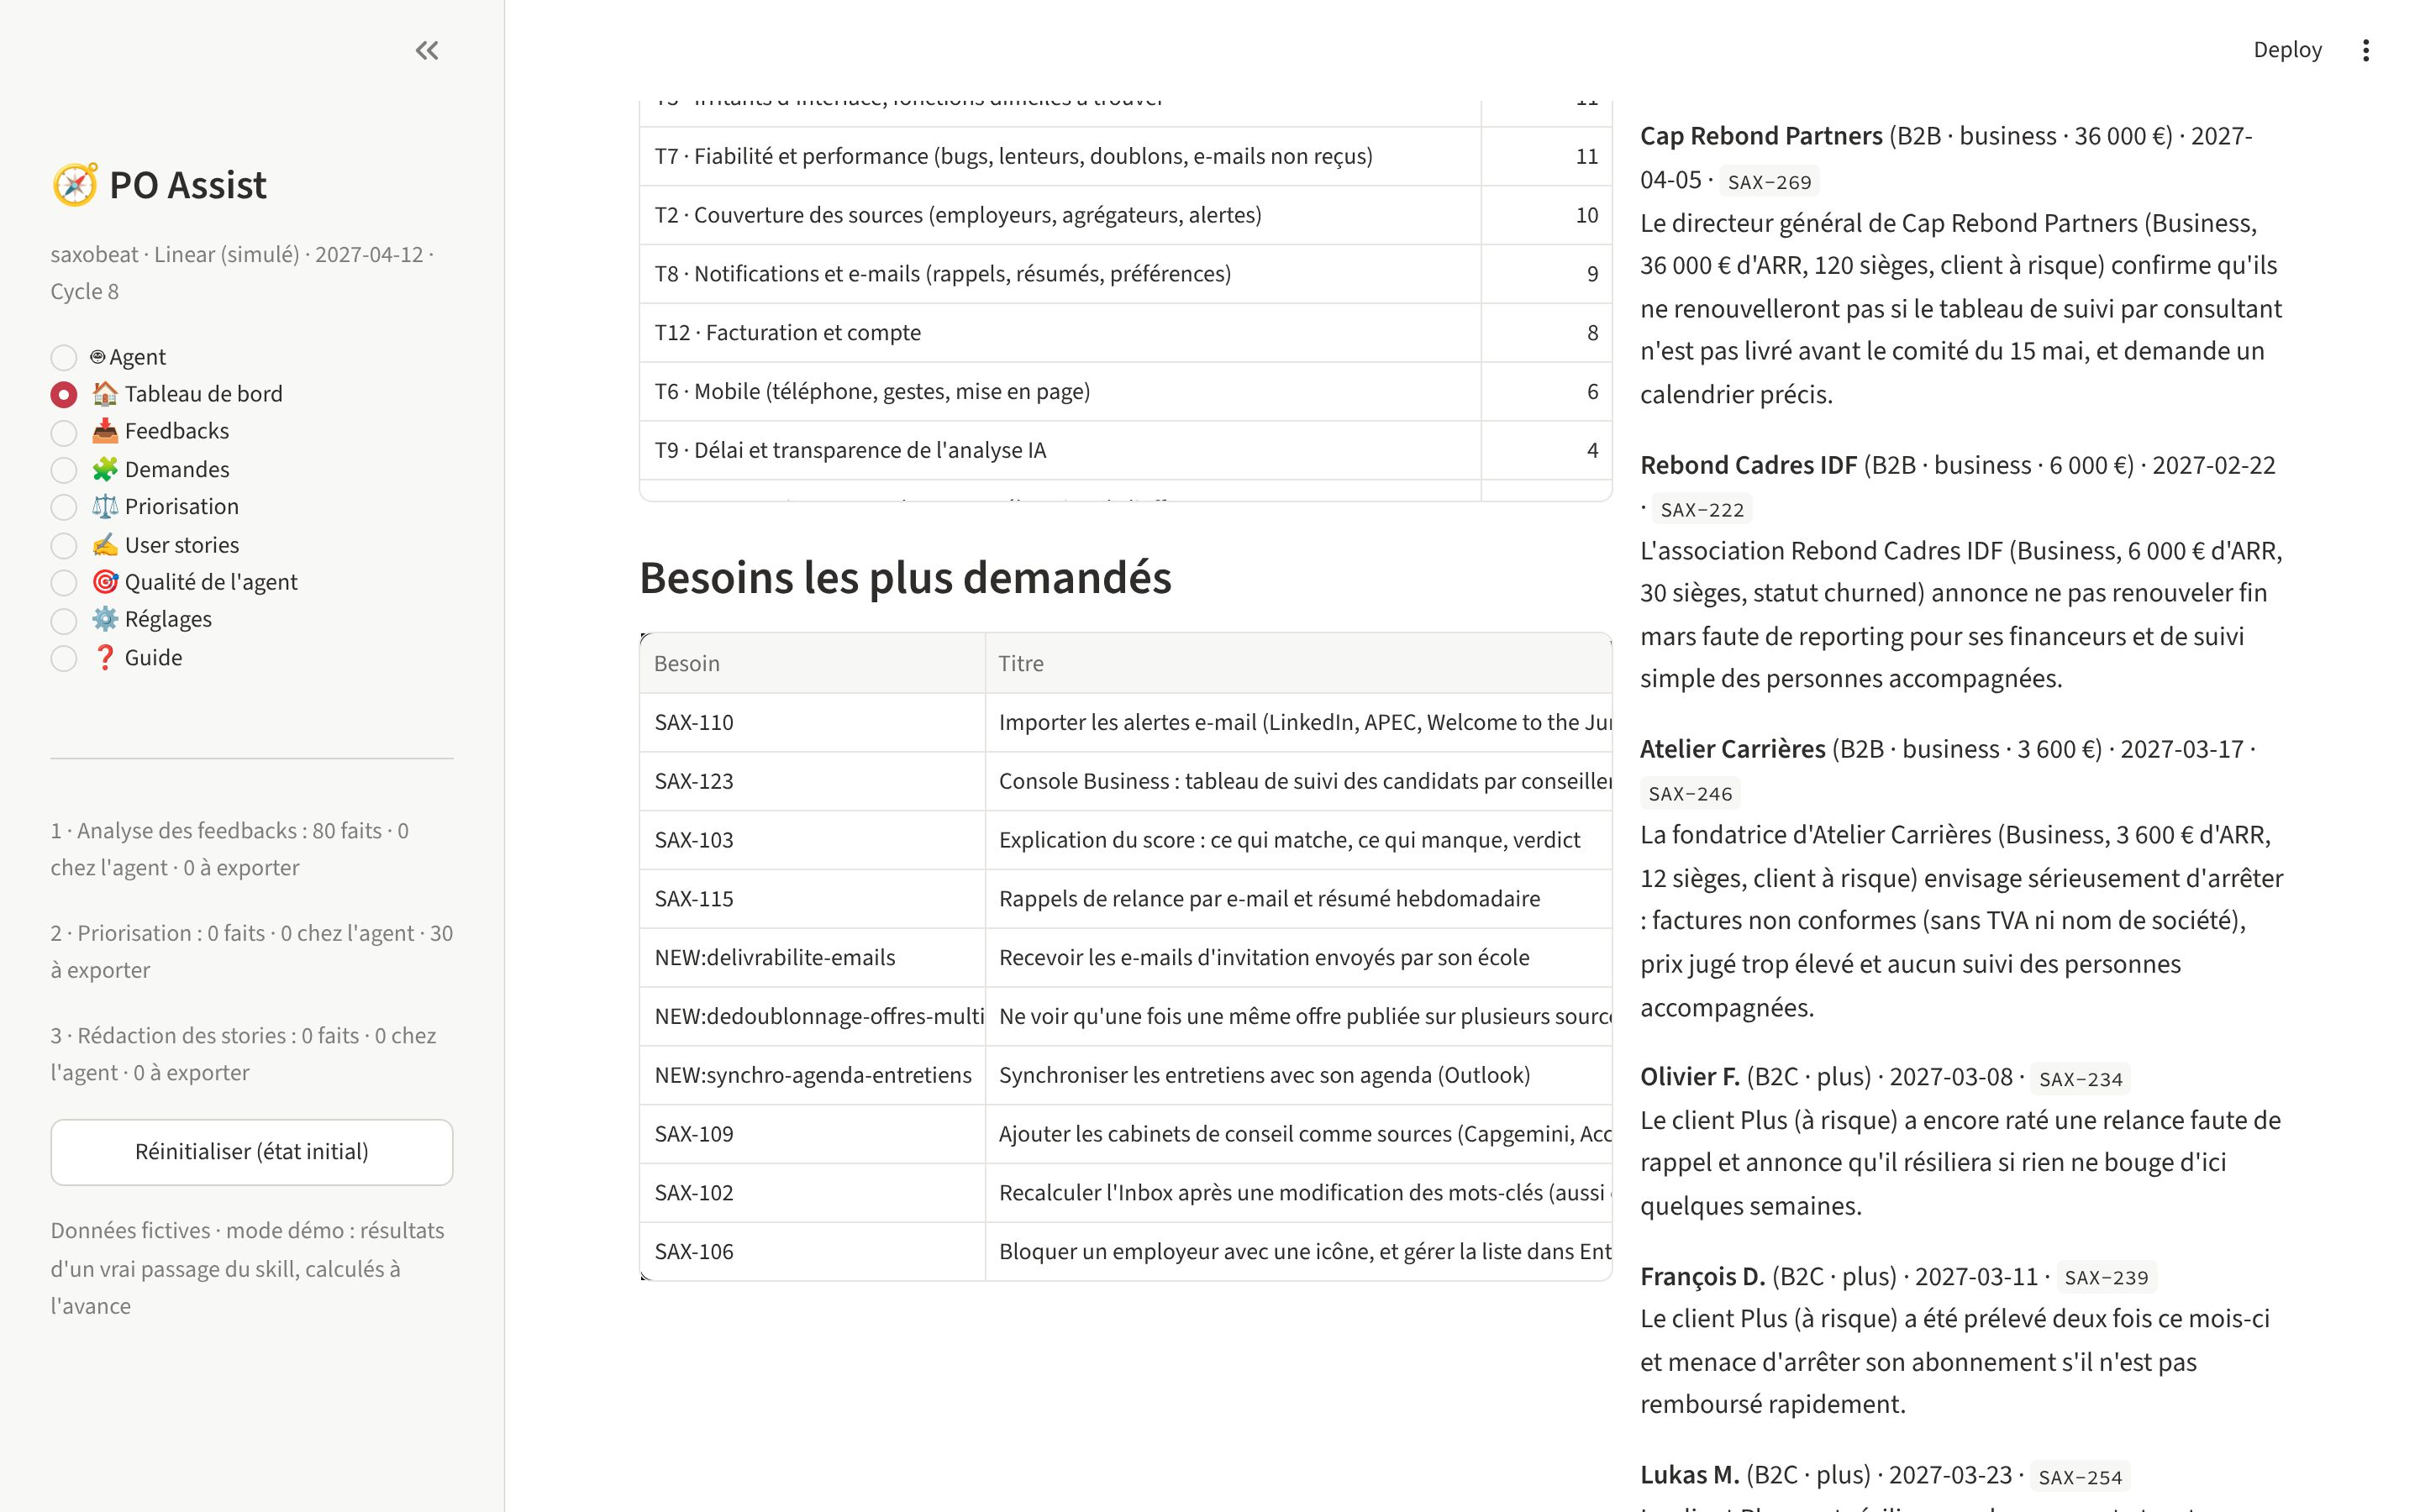 Deploy
🧭 PO Assist
saxobeat · Linear (simulé) · 2027-04-12 ·
Cycle 8
Agent
Tableau de bord
Feedbacks
Demandes
Priorisation
User stories
Qualité de l'agent
Réglages
Guide
1 · Analyse des feedbacks : 80 faits · 0
chez l'agent · 0 à exporter
2 · Priorisation : 0 faits · 0 chez l'agent · 30
à exporter
3 · Rédaction des stories : 0 faits · 0 chez
l'agent · 0 à exporter
Réinitialiser (état initial)
Données fictives · mode démo : résultats
d'un vrai passage du skill, calculés à
l'avance
T7 · Fiabilité et performance (bugs, lenteurs, doublons, e-mails non reçus) 11
T2 · Couverture des sources (employeurs, agrégateurs, alertes) 10
T8 · Notifications et e-mails (rappels, résumés, préférences) 9
T12 · Facturation et compte 8
T6 · Mobile (téléphone, gestes, mise en page) 6
T9 · Délai et transparence de l'analyse IA 4
Besoins les plus demandés
Besoin Titre
SAX-110 Importer les alertes e-mail (LinkedIn, APEC, Welcome to the Jun
SAX-123 Console Business : tableau de suivi des candidats par conseiller
SAX-103 Explication du score : ce qui matche, ce qui manque, verdict
SAX-115 Rappels de relance par e-mail et résumé hebdomadaire
NEW:delivrabilite-emails Recevoir les e-mails d'invitation envoyés par son école
NEW:dedoublonnage-offres-multi Ne voir qu'une fois une même offre publiée sur plusieurs source
NEW:synchro-agenda-entretiens Synchroniser les entretiens avec son agenda (Outlook)
SAX-109 Ajouter les cabinets de conseil comme sources (Capgemini, Acc
SAX-102 Recalculer l'Inbox après une modification des mots-clés (aussi
SAX-106 Bloquer un employeur avec une icône, et gérer la liste dans Ent
Cap Rebond Partners (B2B · business · 36 000 €) · 2027-
04-05 · SAX-269
Le directeur général de Cap Rebond Partners (Business,
36 000 € d'ARR, 120 sièges, client à risque) confirme qu'ils
ne renouvelleront pas si le tableau de suivi par consultant
n'est pas livré avant le comité du 15 mai, et demande un
calendrier précis.
Rebond Cadres IDF (B2B · business · 6 000 €) · 2027-02-22
· SAX-222
L'association Rebond Cadres IDF (Business, 6 000 € d'ARR,
30 sièges, statut churned) annonce ne pas renouveler fin
mars faute de reporting pour ses financeurs et de suivi
simple des personnes accompagnées.
Atelier Carrières (B2B · business · 3 600 €) · 2027-03-17 ·
SAX-246
La fondatrice d'Atelier Carrières (Business, 3 600 € d'ARR,
12 sièges, client à risque) envisage sérieusement d'arrêter
: factures non conformes (sans TVA ni nom de société),
prix jugé trop élevé et aucun suivi des personnes
accompagnées.
Olivier F. (B2C · plus) · 2027-03-08 · SAX-234
Le client Plus (à risque) a encore raté une relance faute de
rappel et annonce qu'il résiliera si rien ne bouge d'ici
quelques semaines.
François D. (B2C · plus) · 2027-03-11 · SAX-239
Le client Plus (à risque) a été prélevé deux fois ce mois-ci
et menace d'arrêter son abonnement s'il n'est pas
remboursé rapidement.
Lukas M. (B2C · plus) · 2027-03-23 · SAX-254